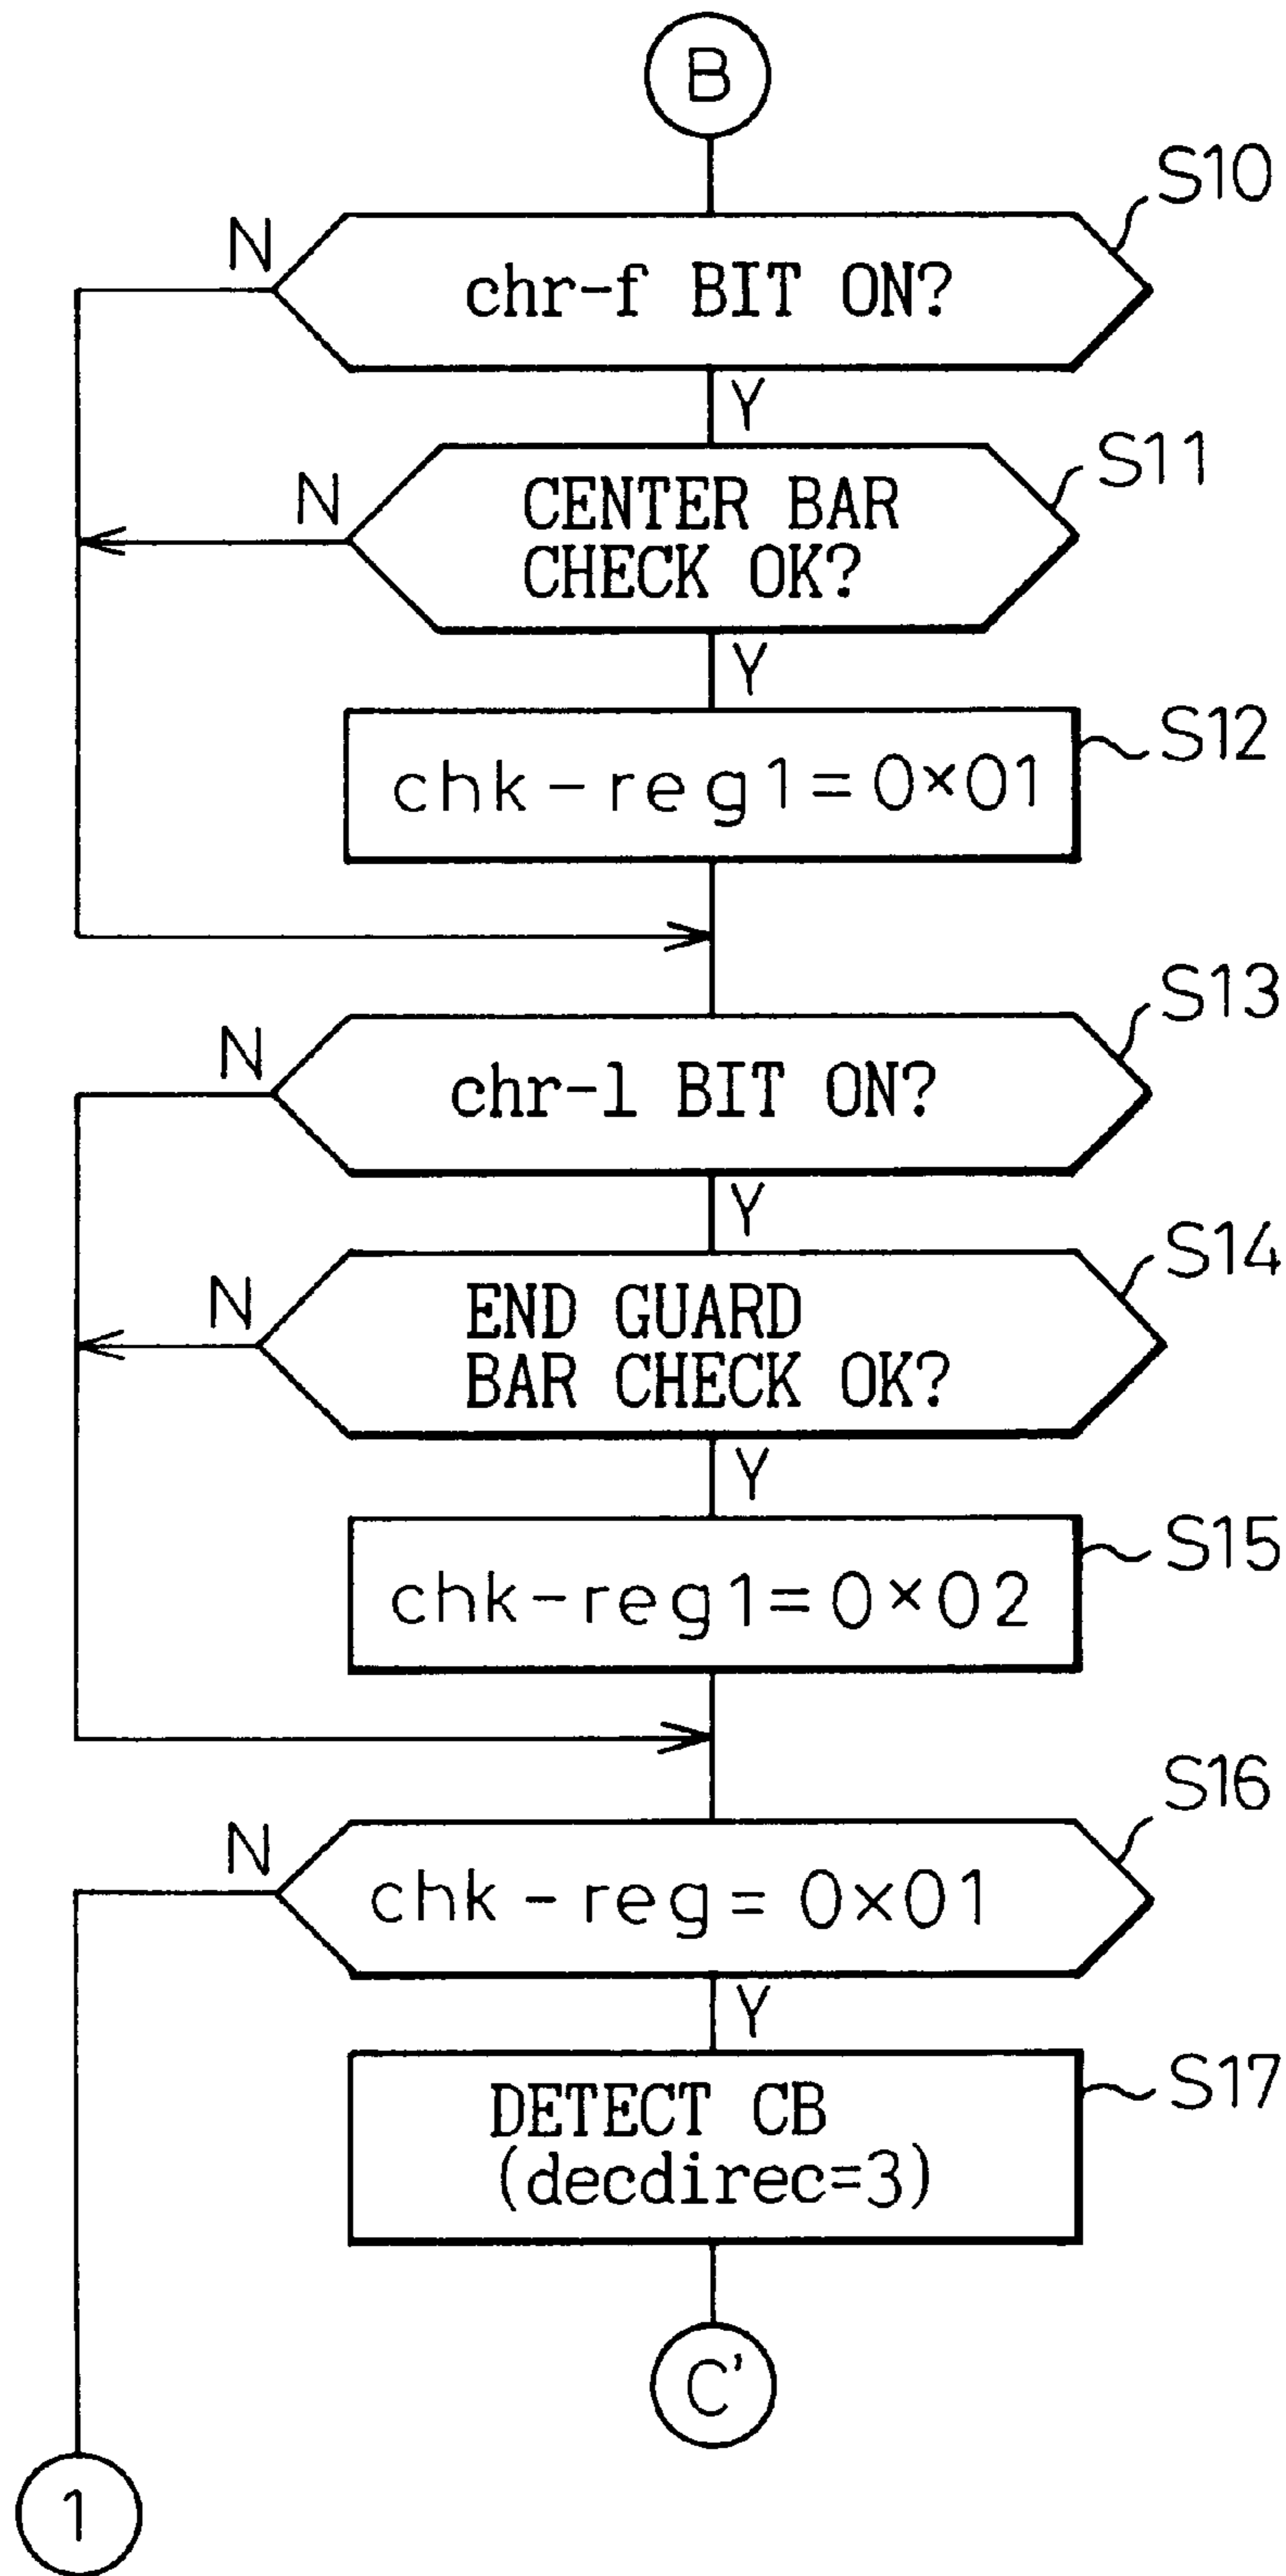 B
S10
N
chr-f BIT ON?
Y
S11
N
CENTER BAR
CHECK OK?
Y
S12
chk-reg1=0×01
S13
N
chr-l BIT ON?
Y
S14
N
END GUARD
BAR CHECK OK?
Y
S15
chk-reg1=0×02
S16
N
chk-reg=0×01
Y
S17
DETECT CB
(decdirec=3)
C'
1